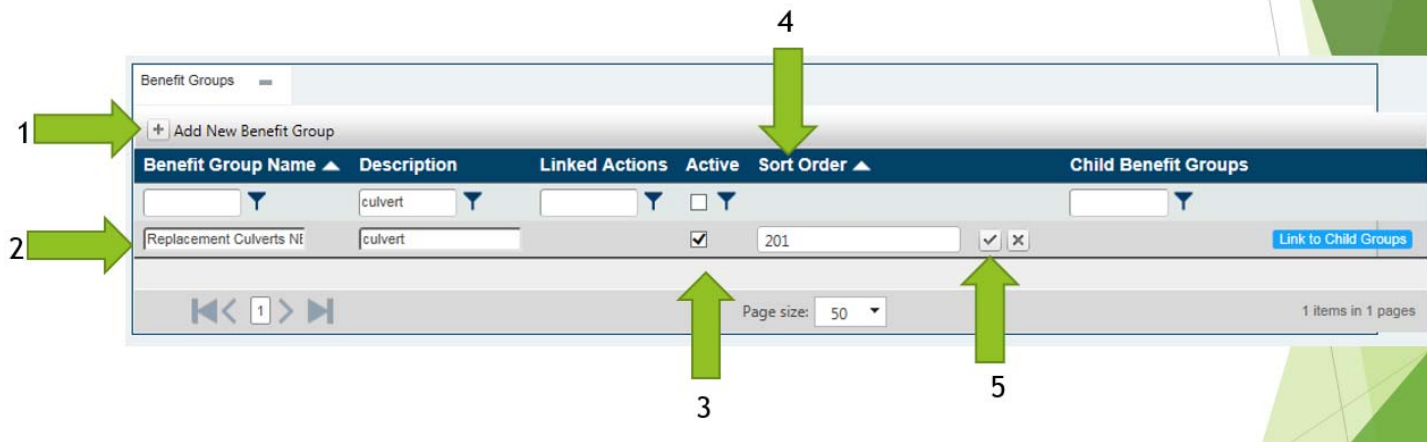 4
Benefit Groups
1
+ Add New Benefit Group
Benefit Group Name Description Linked Actions Active Sort Order Child Benefit Groups
culvert
2
Replacement Culverts culvert 201 Link to Child Groups
1 Page size: 50 1 items in 1 pages
3
5